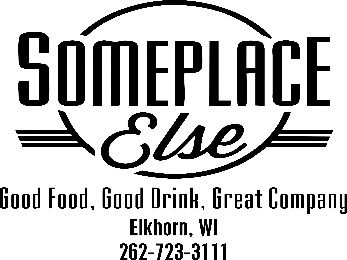 SOMEPLACE
Else
Good Food, Good Drink, Great Company
Elkhorn, WI
262-723-3111